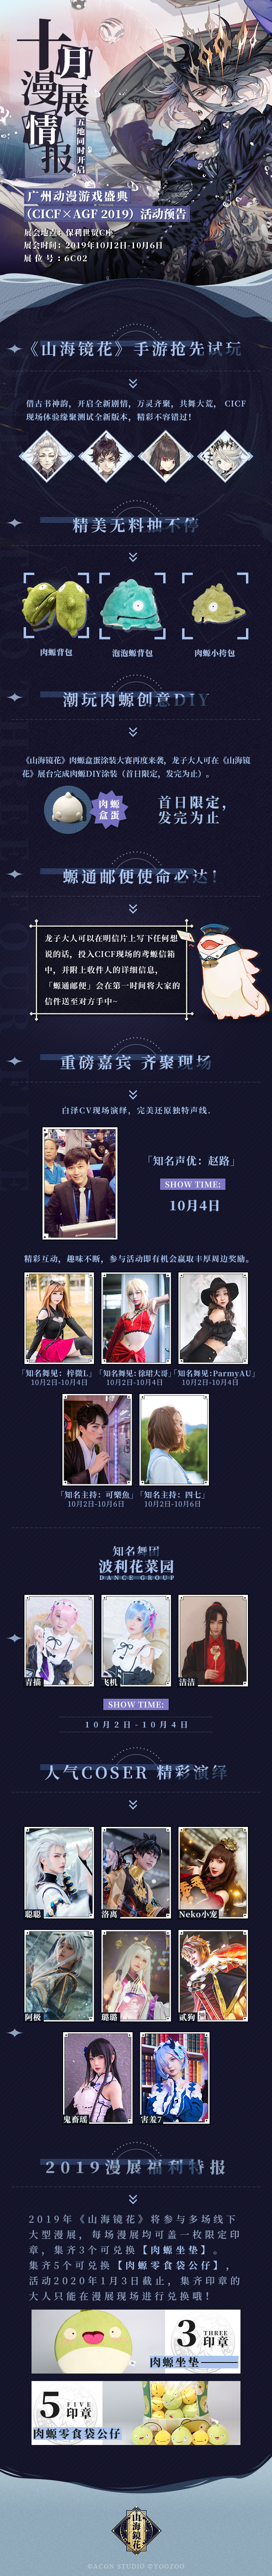 十月
漫展
情报
五地同时开启
广州动漫游戏盛典
（CICF×AGF 2019）活动预告
展会地点：保利世贸C座
展会时间：2019年10月2日-10月6日
展 位 号 ：6C02
《山海镜花》手游抢先试玩
借古书神韵，开启全新剧情，万灵齐聚，共舞大荒， CICF
现场体验缘聚测试全新版本，精彩不容错过！
精美无料抽不停
肉螈背包
泡泡螈背包
肉螈小挎包
潮玩肉螈创意DIY
《山海镜花》肉螈盒蛋涂装大赛再度来袭，龙子大人可在《山海镜
花》展台完成肉螈DIY涂装（首日限定，发完为止）。
肉螈
盒蛋
首日限定，
发完为止
螈通邮便使命必达！
龙子大人可以在明信片上写下任何想
说的话，投入CICF现场的鸢螈信箱
中，并附上收件人的详细信息，
「螈通邮便」会在第一时间将大家的
信件送至对方手中~
重磅嘉宾 齐聚现场
白泽CV现场演绎，完美还原独特声线.
「知名声优：赵路」
SHOW TIME:
10月4日
精彩互动，趣味不断，参与活动即有机会赢取丰厚周边奖励。
「知名舞见：梓微L」
10月2日-10月4日
「知名舞见：徐珺大哥」
10月2日-10月4日
「知名舞见：ParmyAU」
10月2日-10月4日
「知名主持：可樂鱼」
10月2日-10月6日
「知名主持：四七」
10月2日-10月6日
知名舞团
波利花菜园
DANCE GROUP
青描
飞机
洁洁
SHOW TIME:
10月2日-10月4日
人气COSER 精彩演绎
聪聪
洛离
Neko小宠
阿极
璐璐
贰狗
鬼畜瑶
害羞7
2019漫展福利特报
2019年《山海镜花》将参与多场线下
大型漫展，每场漫展均可盖一枚限定印
章，集齐3个可兑换【肉螈坐垫】。
集齐5个可兑换【肉螈零食袋公仔】，
活动2020年1月3日截止，集齐印章的
大人只能在漫展现场进行兑换哦！
3 THREE
印章
肉螈坐垫
5 FIVE
印章
肉螈零食袋公仔
山海镜花
©ACGN STUDIO ©YOGZOO